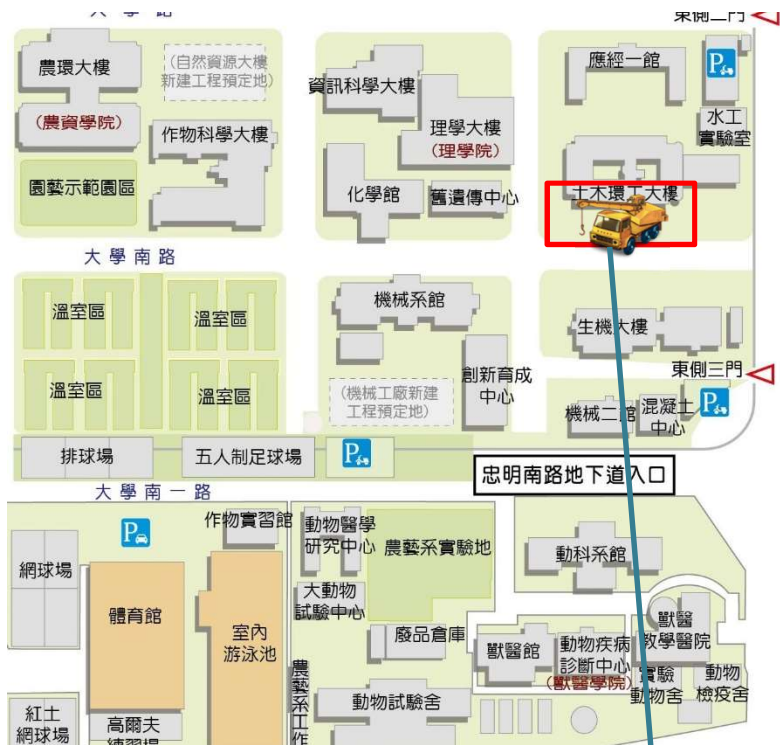 大 學 路
東側二門
農環大樓
(自然資源大樓
新建工程預定地)
(農資學院)
作物科學大樓
園藝示範園區
資訊科學大樓
理學大樓
(理學院)
化學館
舊遺傳中心
應經一館
P
水工
實驗室
土木環工大樓
大學南路
溫室區
溫室區
溫室區
溫室區
機械系館
創新育成
中心
(機械工廠新建
工程預定地)
生機大樓
東側三門
機械二館
混凝土
中心
P
排球場
五人制足球場
P
忠明南路地下道入口
大學南一路
P
網球場
體育館
作物實習館
室內
游泳池
動物醫學
研究中心
農藝系實驗地
大動物
試驗中心
廢品倉庫
動科系館
獸醫館
動物疾病
診斷中心
(獸醫學院)
獸醫
教學醫院
實驗
動物舍
動物
檢疫舍
農藝系工作
動物試驗舍
紅土
網球場
高爾夫
練習場